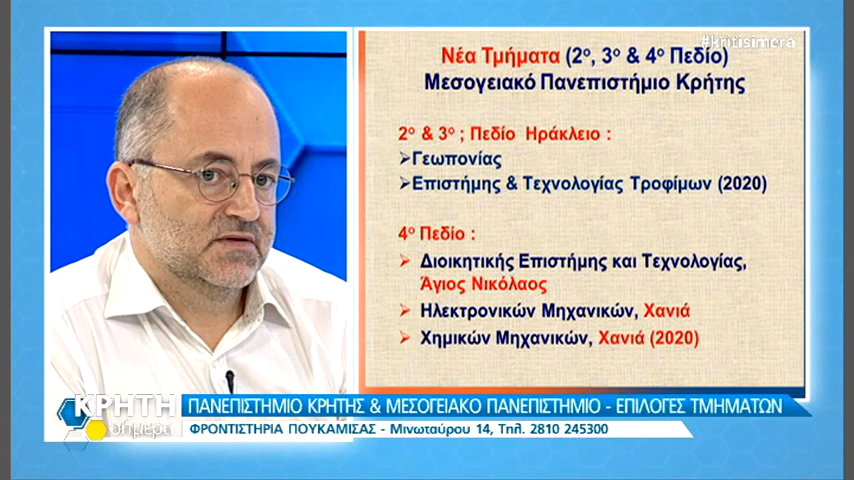 #kritisimera
Νέα Τμήματα (2ο, 3ο & 4ο Πεδίο)
Μεσογειακό Πανεπιστήμιο Κρήτης
2ο & 3ο ; Πεδίο Ηράκλειο :
Γεωπονίας
Επιστήμης & Τεχνολογίας Τροφίμων (2020)
4ο Πεδίο :
Διοικητικής Επιστήμης και Τεχνολογίας,
Άγιος Νικόλαος
Ηλεκτρονικών Μηχανικών, Χανιά
Χημικών Μηχανικών, Χανιά (2020)
ΚΡΗΤΗ
σήμερα
ΠΑΝΕΠΙΣΤΗΜΙΟ ΚΡΗΤΗΣ & ΜΕΣΟΓΕΙΑΚΟ ΠΑΝΕΠΙΣΤΗΜΙΟ - ΕΠΙΛΟΓΕΣ ΤΜΗΜΑΤΩΝ
ΦΡΟΝΤΙΣΤΗΡΙΑ ΠΟΥΚΑΜΙΣΑΣ - Μινωταύρου 14, Τηλ. 2810 245300